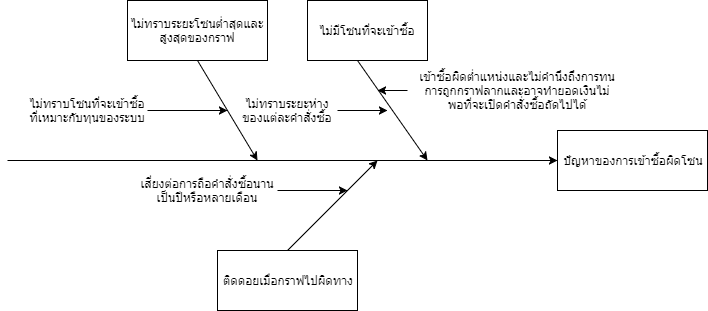 ไม่ทราบระยะโซนต่ำสุดและ
สูงสุดของกราฟ
ไม่มีโซนที่จะเข้าซื้อ
ไม่ทราบโซนที่จะเข้าซื้อ
ที่เหมาะกับทุนของระบบ
ไม่ทราบระยะห่าง
ของแต่ละคำสั่งซื้อ
เข้าซื้อผิดตำแหน่งและไม่คำนึงถึงการทน
การถูกกราฟลากและอาจทำยอดเงินไม่
พอที่จะเปิดคำสั่งซื้อถัดไปได้
ปัญหาของการเข้าซื้อผิดโซน
เสี่ยงต่อการถือคำสั่งซื้อนาน
เป็นปีหรือหลายเดือน
ติดดอยเมื่อกราฟไปผิดทาง